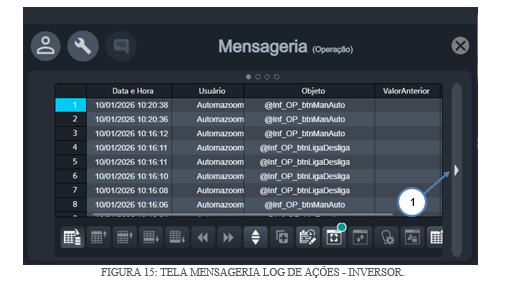 Mensageria (Operação)
Data e Hora Usuário Objeto ValorAnterior
1 10/01/2026 10:20:38 Automazoom @Inf_OP_btnManAuto
2 10/01/2026 10:20:36 Automazoom @Inf_OP_btnManAuto
3 10/01/2026 10:16:12 Automazoom @Inf_OP_btnManAuto
4 10/01/2026 10:16:11 Automazoom @Inf_OP_btnLigaDesliga
5 10/01/2026 10:16:11 Automazoom @Inf_OP_btnLigaDesliga
6 10/01/2026 10:16:10 Automazoom @Inf_OP_btnLigaDesliga
7 10/01/2026 10:16:08 Automazoom @Inf_OP_btnLigaDesliga
8 10/01/2026 10:16:06 Automazoom @Inf_OP_btnManAuto
1
FIGURA 15: TELA MENSAGERIA LOG DE AÇÕES - INVERSOR.